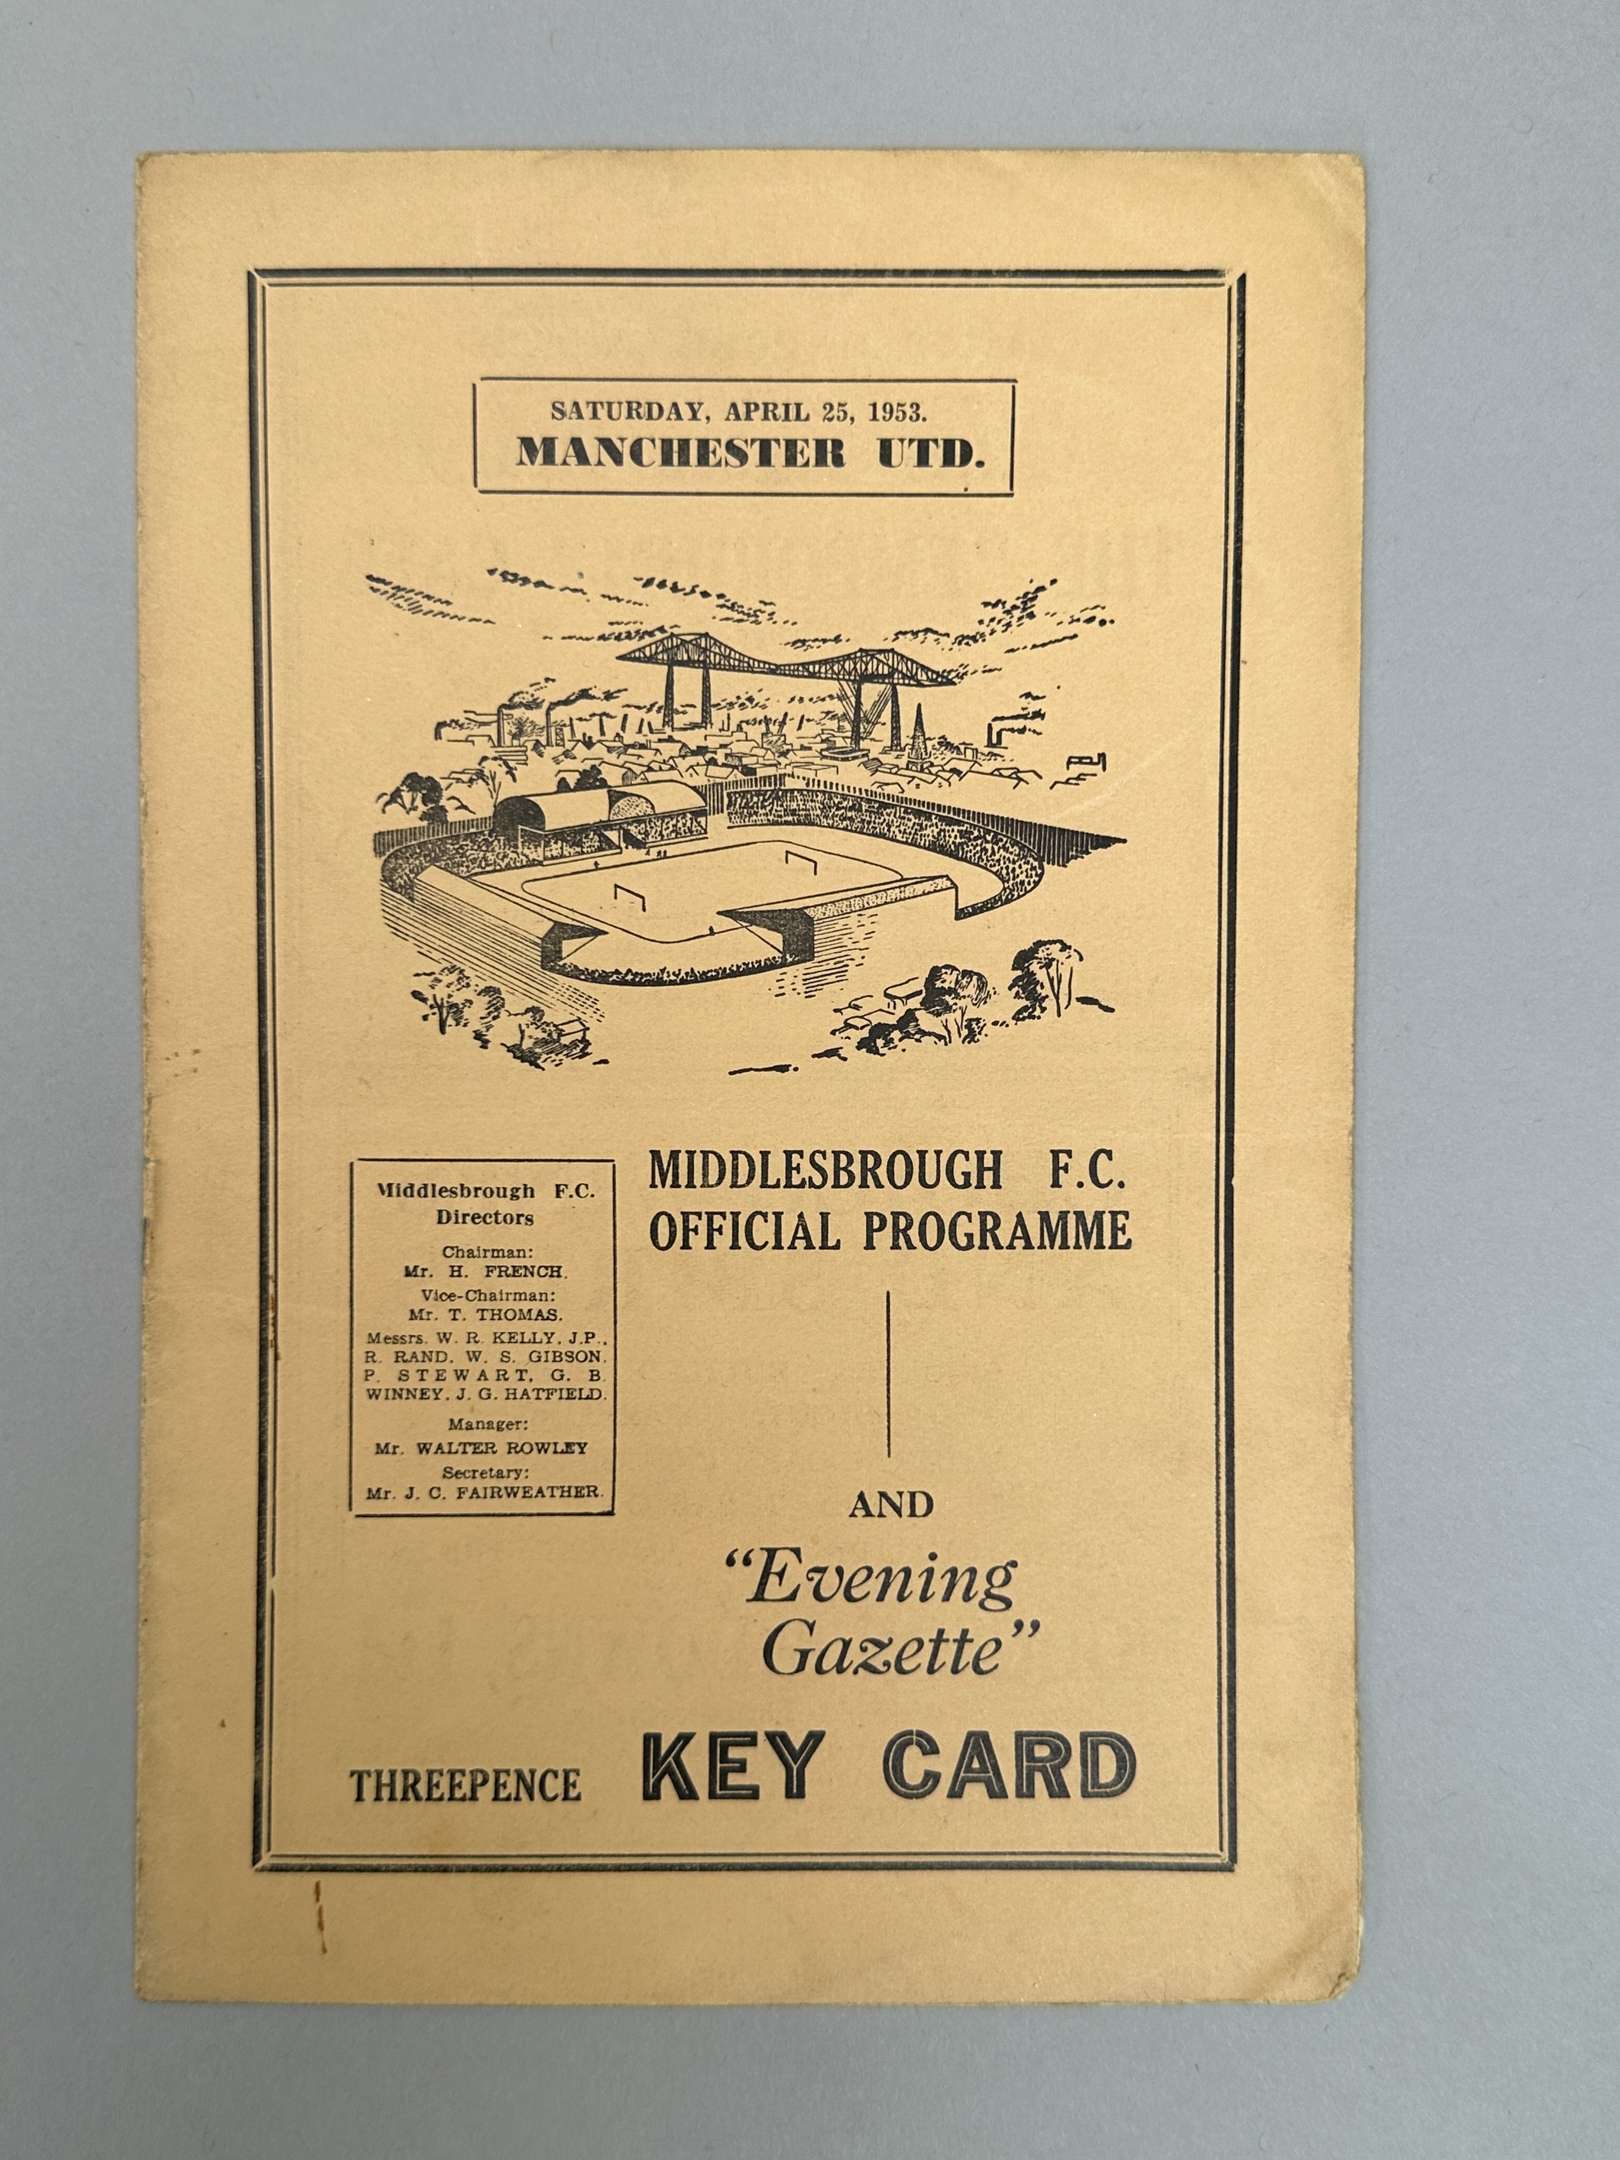 SATURDAY, APRIL 25, 1953.
MANCHESTER UTD.
Middlesbrough F.C.
Directors
Chairman:
Mr. H. FRENCH.
Vice-Chairman:
Mr. T. THOMAS.
Messrs. W. R. KELLY, J.P.,
R. RAND, W. S. GIBSON,
P. STEWART, G. B.
WINNEY, J. G. HATFIELD.
Manager:
Mr. WALTER ROWLEY
Secretary:
Mr. J. C. FAIRWEATHER.
MIDDLESBROUGH F.C.
OFFICIAL PROGRAMME
AND
"Evening
Gazette"
KEY CARD
THREEPENCE